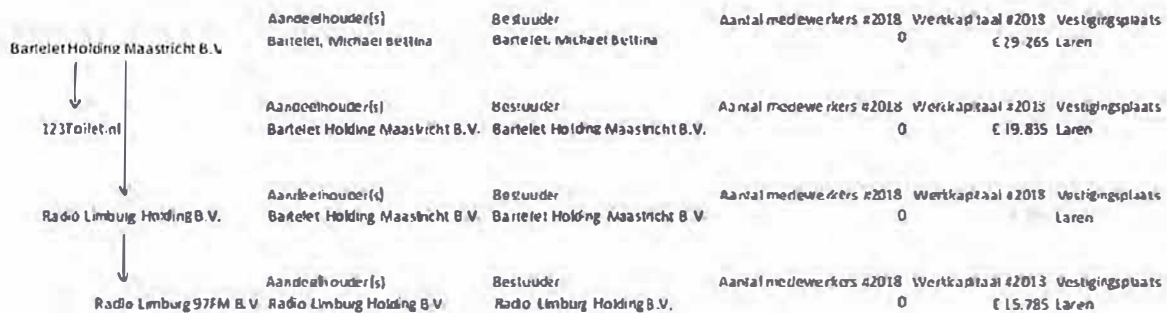 Aandeelhouder(s) Bestuuder Aantal medewerkers #2018 Werkkapitaal #2018 Vestigingsplaats
Bartelet Holding Maastricht B.V. Bartelet, Michael Bettina Bartelet, Michael Bettina 0 € 29.265 Laren
Aandeelhouder(s) Bestuuder Aantal medewerkers #2018 Werkkapitaal #2013 Vestigingsplaats
123Toilet.nl Bartelet Holding Maastricht B.V. Bartelet Holding Maastricht B.V. 0 € 19.835 Laren
Aandeelhouder(s) Bestuuder Aantal medewerkers #2018 Werkkapitaal #2018 Vestigingsplaats
Radio Limburg Holding B.V. Bartelet Holding Maastricht B.V. Bartelet Holding Maastricht B.V. 0 Laren
Aandeelhouder(s) Bestuuder Aantal medewerkers #2018 Werkkapitaal #2013 Vestigingsplaats
Radio Limburg 97FM B.V. Radio Limburg Holding B.V. Radio Limburg Holding B.V. 0 € 15.785 Laren